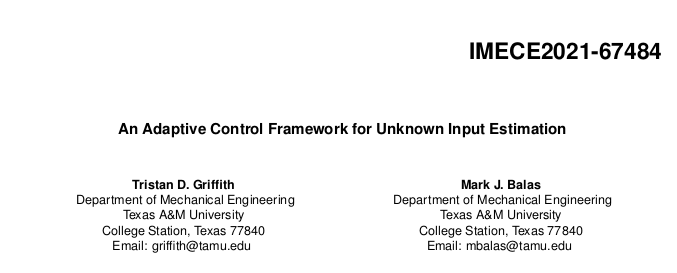 IMECE2021-67484
An Adaptive Control Framework for Unknown Input Estimation
Tristan D. Griffith
Department of Mechanical Engineering
Texas A&M University
College Station, Texas 77840
Email: griffith@tamu.edu
Mark J. Balas
Department of Mechanical Engineering
Texas A&M University
College Station, Texas 77840
Email: mbalas@tamu.edu